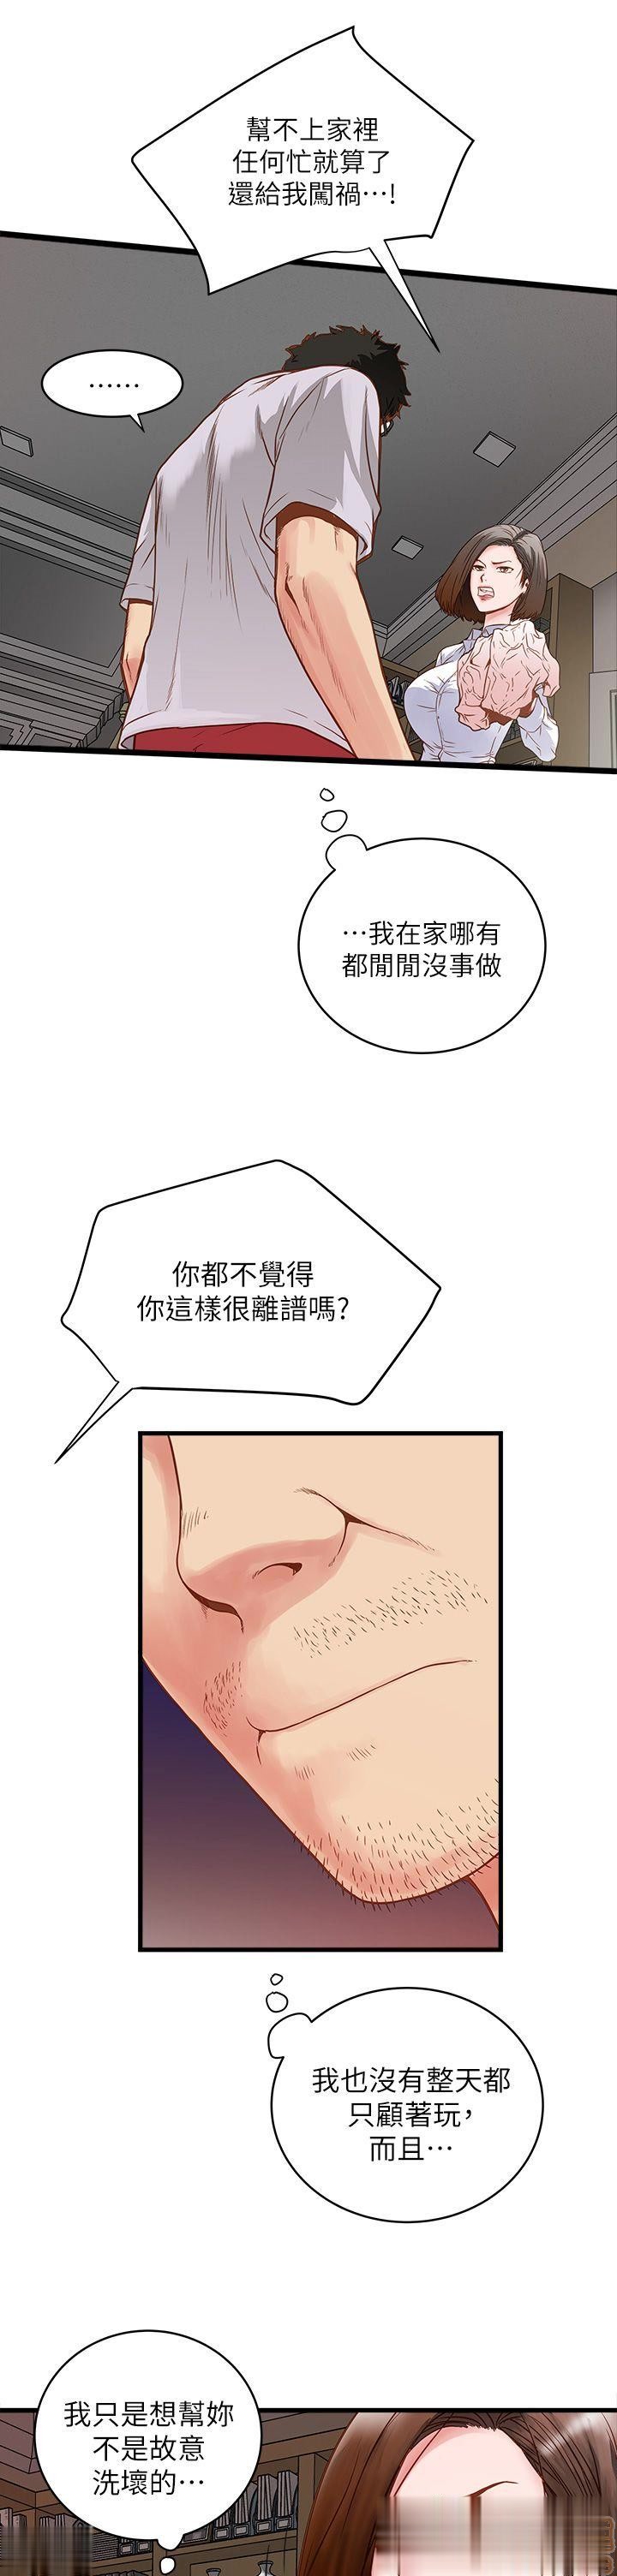 幫不上家裡
任何忙就算了
還給我闖禍…!
……
…我在家哪有
都閒閒沒事做
你都不覺得
你這樣很離譜嗎?
我也沒有整天都
只顧著玩，
而且…
我只是想幫妳
不是故意
洗壞的…